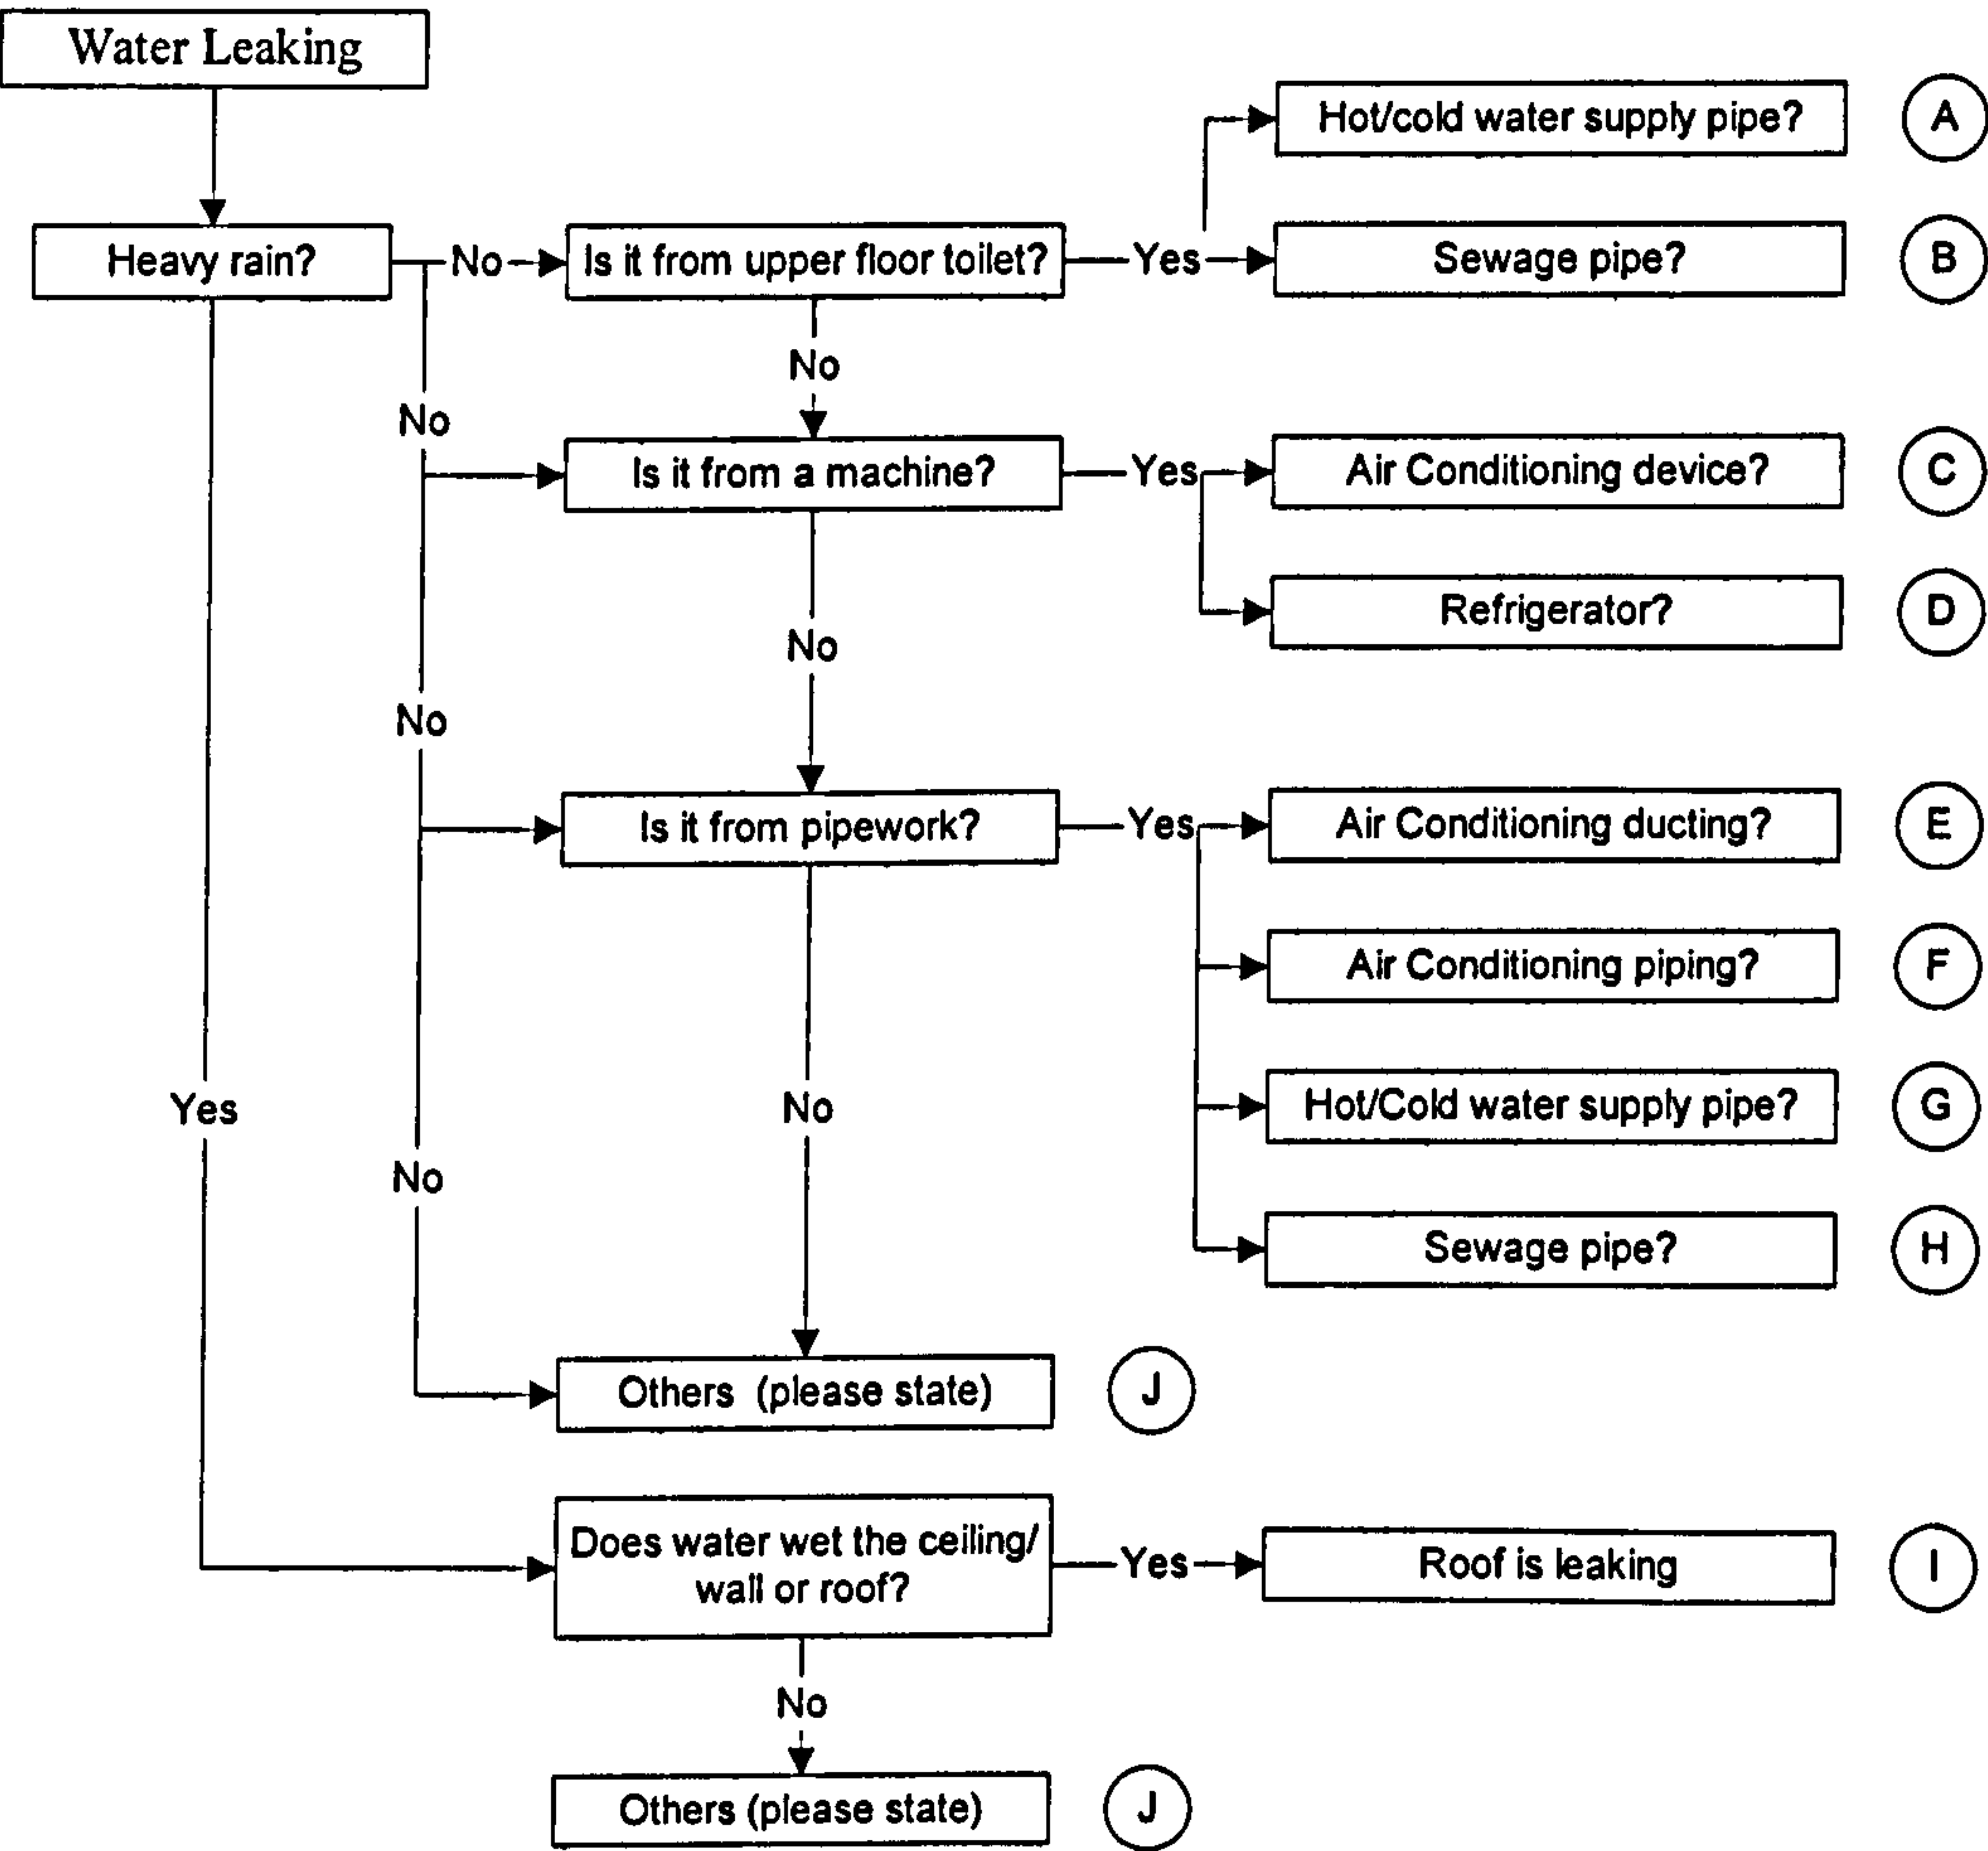 Water Leaking
Hot/cold water supply pipe?
A
Heavy rain?
No
Is it from upper floor toilet?
Yes
Sewage pipe?
B
No
No
Is it from a machine?
Yes
Air Conditioning device?
C
Refrigerator?
D
No
No
Is it from pipework?
Yes
Air Conditioning ducting?
E
Air Conditioning piping?
F
Yes
No
Hot/Cold water supply pipe?
G
No
Sewage pipe?
H
Others (please state)
J
Does water wet the ceiling/
wall or roof?
Yes
Roof is leaking
I
No
Others (please state)
J